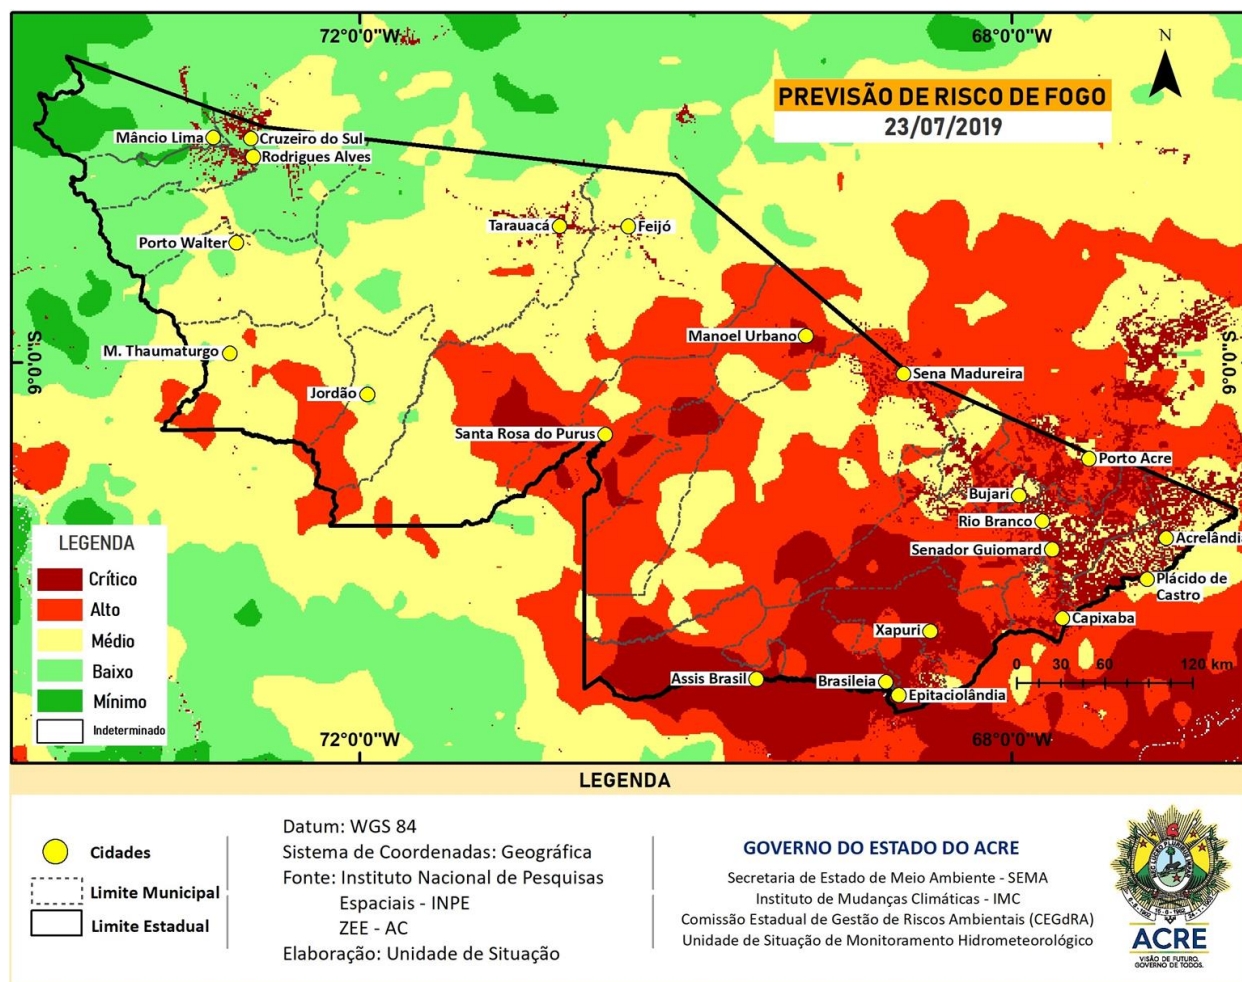 72°0'0"W
68°0'0"W
N
PREVISÃO DE RISCO DE FOGO
23/07/2019
Mâncio Lima
Cruzeiro do Sul
Rodrigues Alves
Porto Walter
Tarauacá
Feijó
M. Thaumaturgo
Jordão
Manoel Urbano
Sena Madureira
Santa Rosa do Purus
Porto Acre
Bujari
Rio Branco
Senador Guiomard
Acrelândia
Plácido de
Castro
Capixaba
Xapuri
Assis Brasil
Brasileia
Epitaciolândia
9°0'0"S
9°0'0"S
0 30 60 120 km
LEGENDA
Crítico
Alto
Médio
Baixo
Mínimo
Indeterminado
72°0'0"W
68°0'0"W
LEGENDA
Cidades
Limite Municipal
Limite Estadual
Datum: WGS 84
Sistema de Coordenadas: Geográfica
Fonte: Instituto Nacional de Pesquisas
Espaciais - INPE
ZEE - AC
Elaboração: Unidade de Situação
GOVERNO DO ESTADO DO ACRE
Secretaria de Estado de Meio Ambiente - SEMA
Instituto de Mudanças Climáticas - IMC
Comissão Estadual de Gestão de Riscos Ambientais (CEGdRA)
Unidade de Situação de Monitoramento Hidrometeorológico
ACRE
VISÃO DE FUTURO.
GOVERNO DE TODOS.